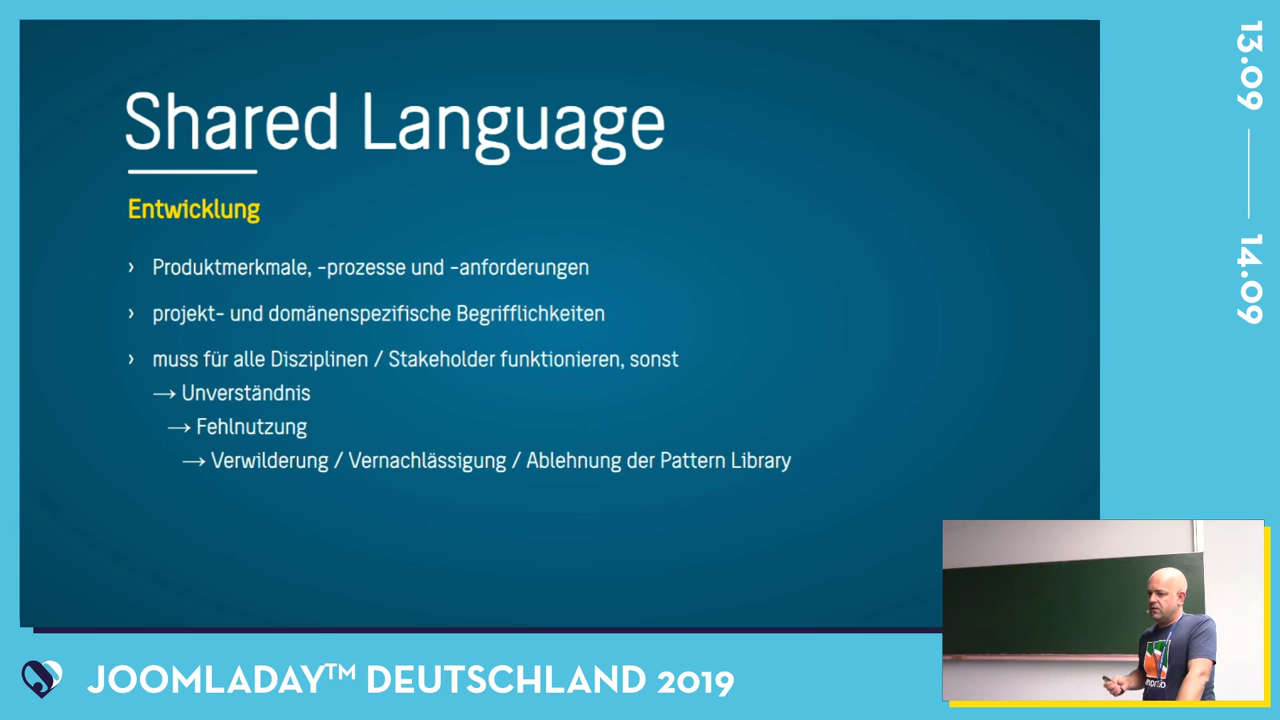 Shared Language
Entwicklung
› Produktmerkmale, -prozesse und -anforderungen
› projekt- und domänenspezifische Begrifflichkeiten
› muss für alle Disziplinen / Stakeholder funktionieren, sonst
→ Unverständnis
→ Fehlnutzung
→ Verwilderung / Vernachlässigung / Ablehnung der Pattern Library
13.09 — 14.09
JOOMLADAY™ DEUTSCHLAND 2019